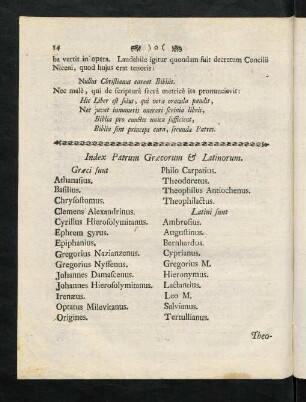 14 ) o (
ba vertit in opera. Laudabile igitur quondam fuit decretum Concilii
Niceni, quod hujus erat tenoris:
Nullus Christianus careat Bibliis.
Nec malè, qui de scriptura sacrâ metricè ita pronunciavit:
Hic Liber est solus, qui vera oracula pandit,
Nec juvat innumeris onerari scrinia libris,
Biblia pro cunctis unica sufficiant,
Biblia sint princeps cura, secunda Patres.
Index Patrum Græcorum & Latinorum.
Græci sunt
Athanasius.
Basilius.
Chrysostomus.
Clemens Alexandrinus.
Cyrillus Hierosolymitanus.
Ephrem Syrus.
Epiphanius.
Gregorius Nazianzenus.
Gregorius Nyssenus.
Johannes Damascenus.
Johannes Hierosolymitanus.
Irenæus.
Optatus Milevitanus.
Origines.
Philo Carpatius.
Theodoretus.
Theophilus Antiochenus.
Theophilactus.
Latini sunt
Ambrosius.
Augustinus.
Bernhardus.
Cyprianus.
Gregorius M.
Hieronymus.
Lactantius.
Leo M.
Salvianus.
Tertullianus.
Theo-